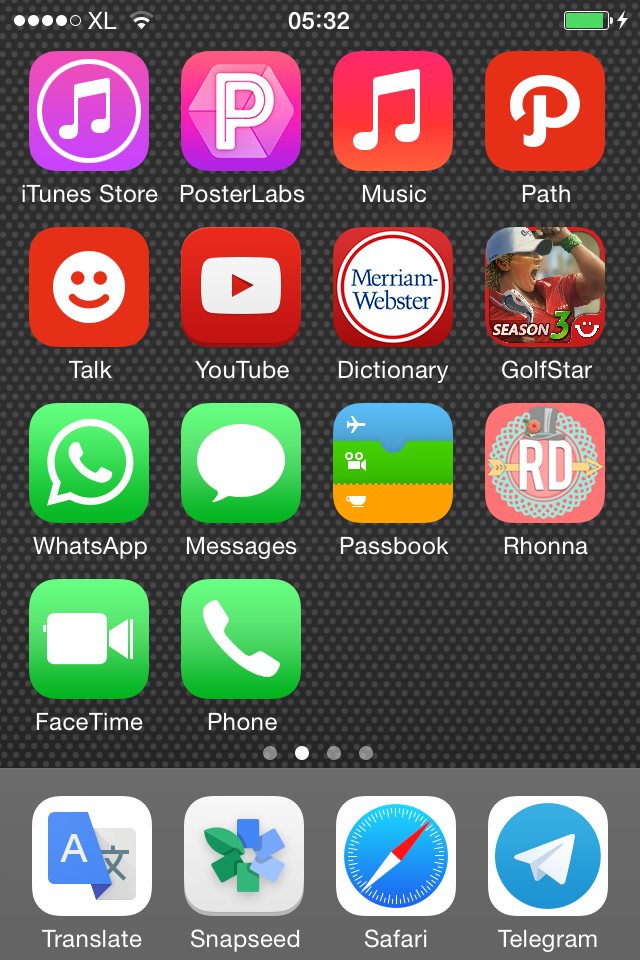 XL 05:32
P
iTunes Store PosterLabs Music Path
Merriam-
Webster
SEASON 3
Talk YouTube Dictionary GolfStar
RD
WhatsApp Messages Passbook Rhonna
FaceTime Phone
A 文
Translate Snapseed Safari Telegram